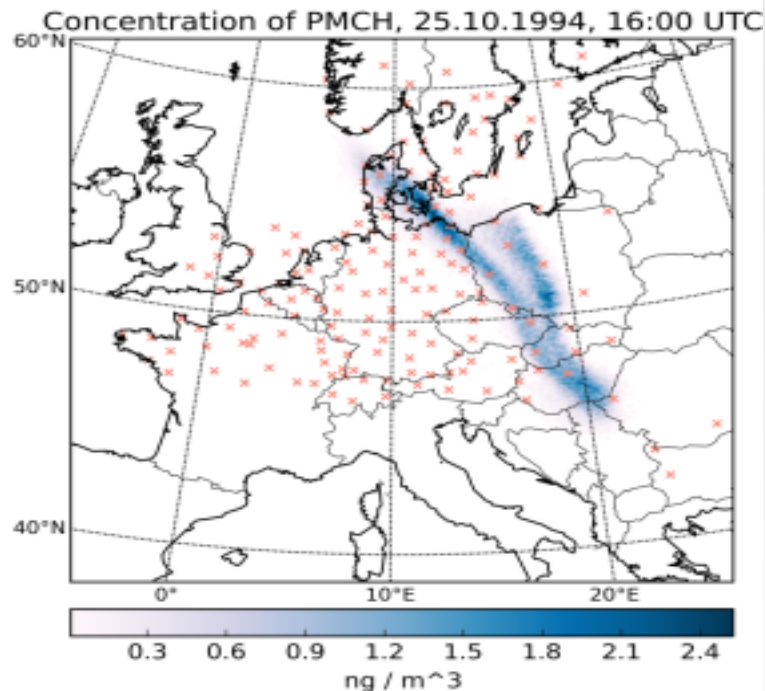 Concentration of PMCH, 25.10.1994, 16:00 UTC
60°N
50°N
40°N
0° 10°E 20°E
0.3 0.6 0.9 1.2 1.5 1.8 2.1 2.4
ng / m^3